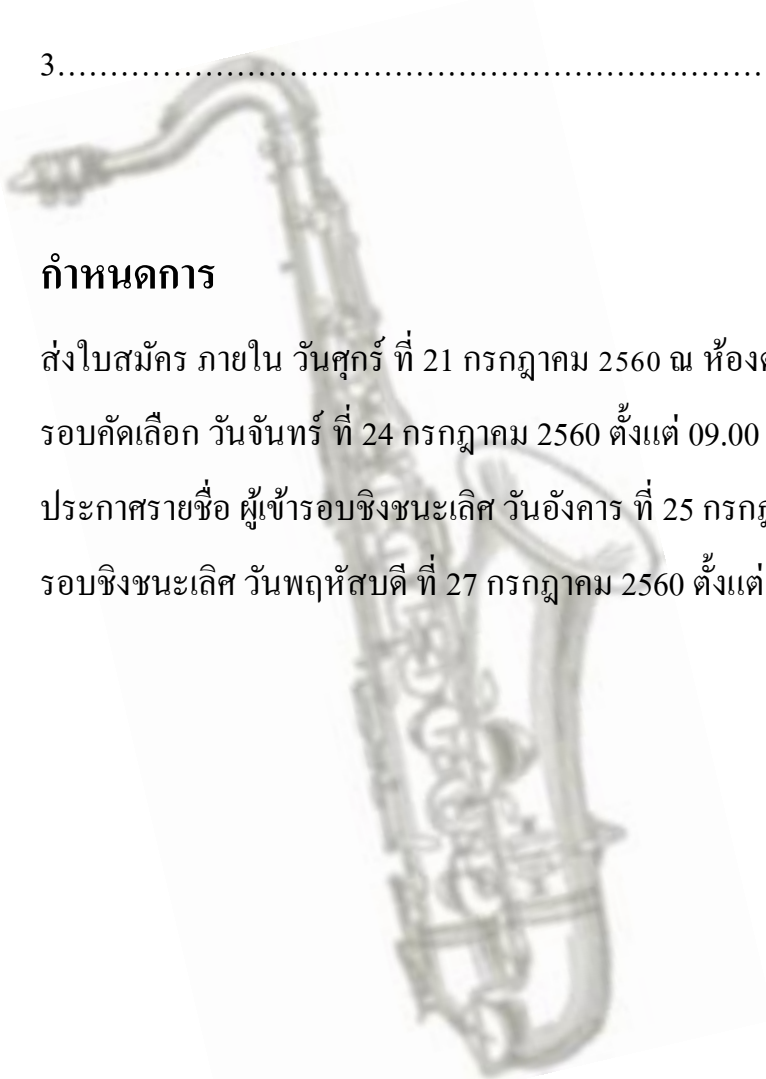 3……………………………………………………………
กำหนดการ
ส่งใบสมัคร ภายใน วันศุกร์ ที่ 21 กรกฎาคม 2560 ณ
รอบคัดเลือก วันจันทร์ ที่ 24 กรกฎาคม 2560 ตั้งแต่ 09.00
ประกาศรายชื่อ ผู้เข้ารอบชิงชนะเลิศ วันอังคาร ที่ 25
รอบชิงชนะเลิศ วันพฤหัสบดี ที่ 27 กรกฎาคม 2560 ตั้งแต่